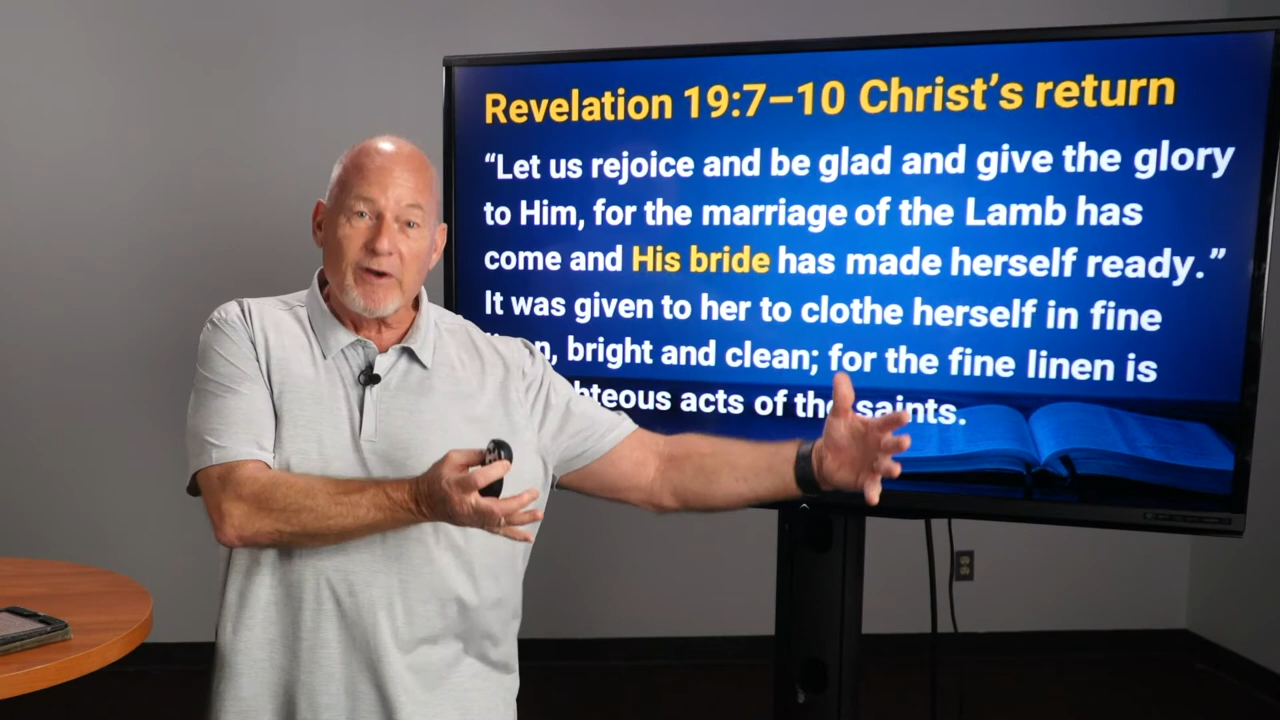 Revelation 19:7–10 Christ’s return
“Let us rejoice and be glad and give the glory
to Him, for the marriage of the Lamb has
come and His bride has made herself ready.”
It was given to her to clothe herself in fine
bright and clean; for the fine linen is
acts of the saints.